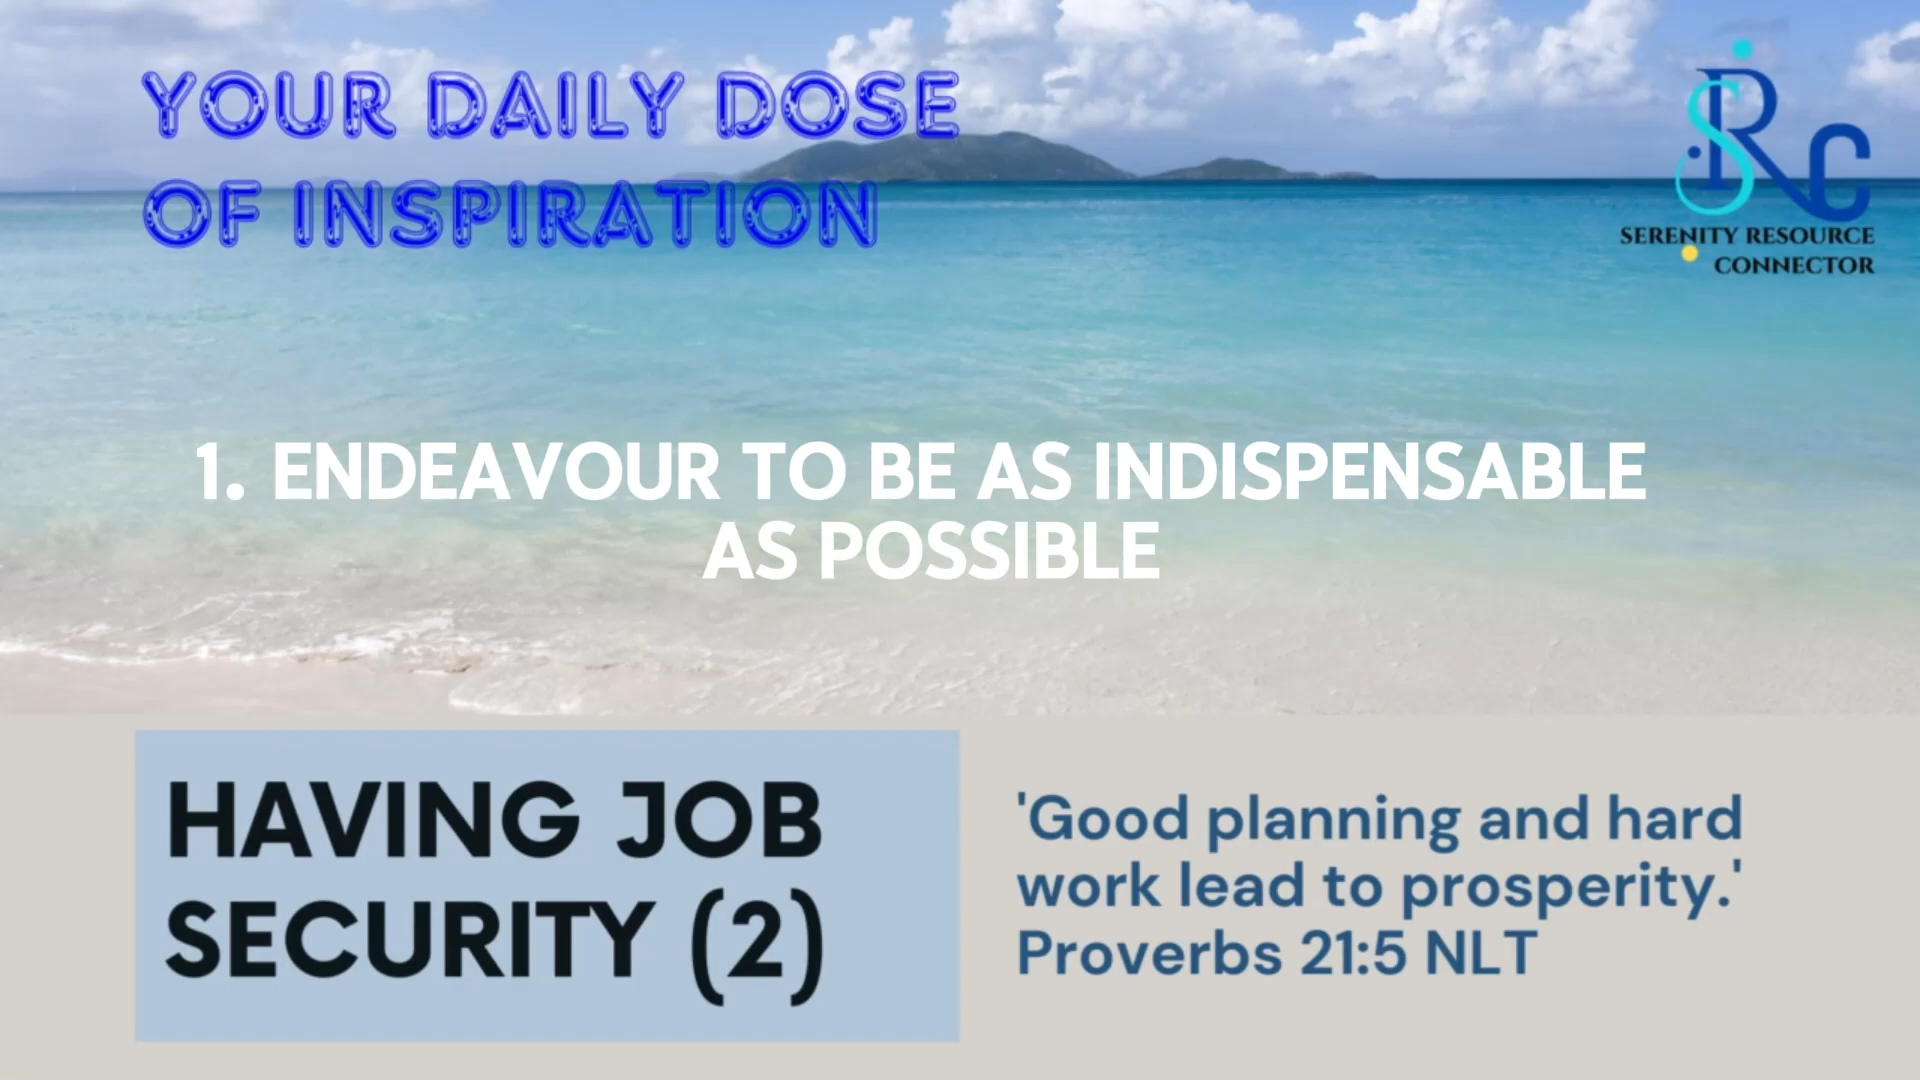 YOUR DAILY DOSE
OF INSPIRATION
SRC
SERENITY RESOURCE
CONNECTOR
1. ENDEAVOUR TO BE AS INDISPENSABLE
AS POSSIBLE
HAVING JOB
SECURITY (2)
'Good planning and hard
work lead to prosperity.'
Proverbs 21:5 NLT